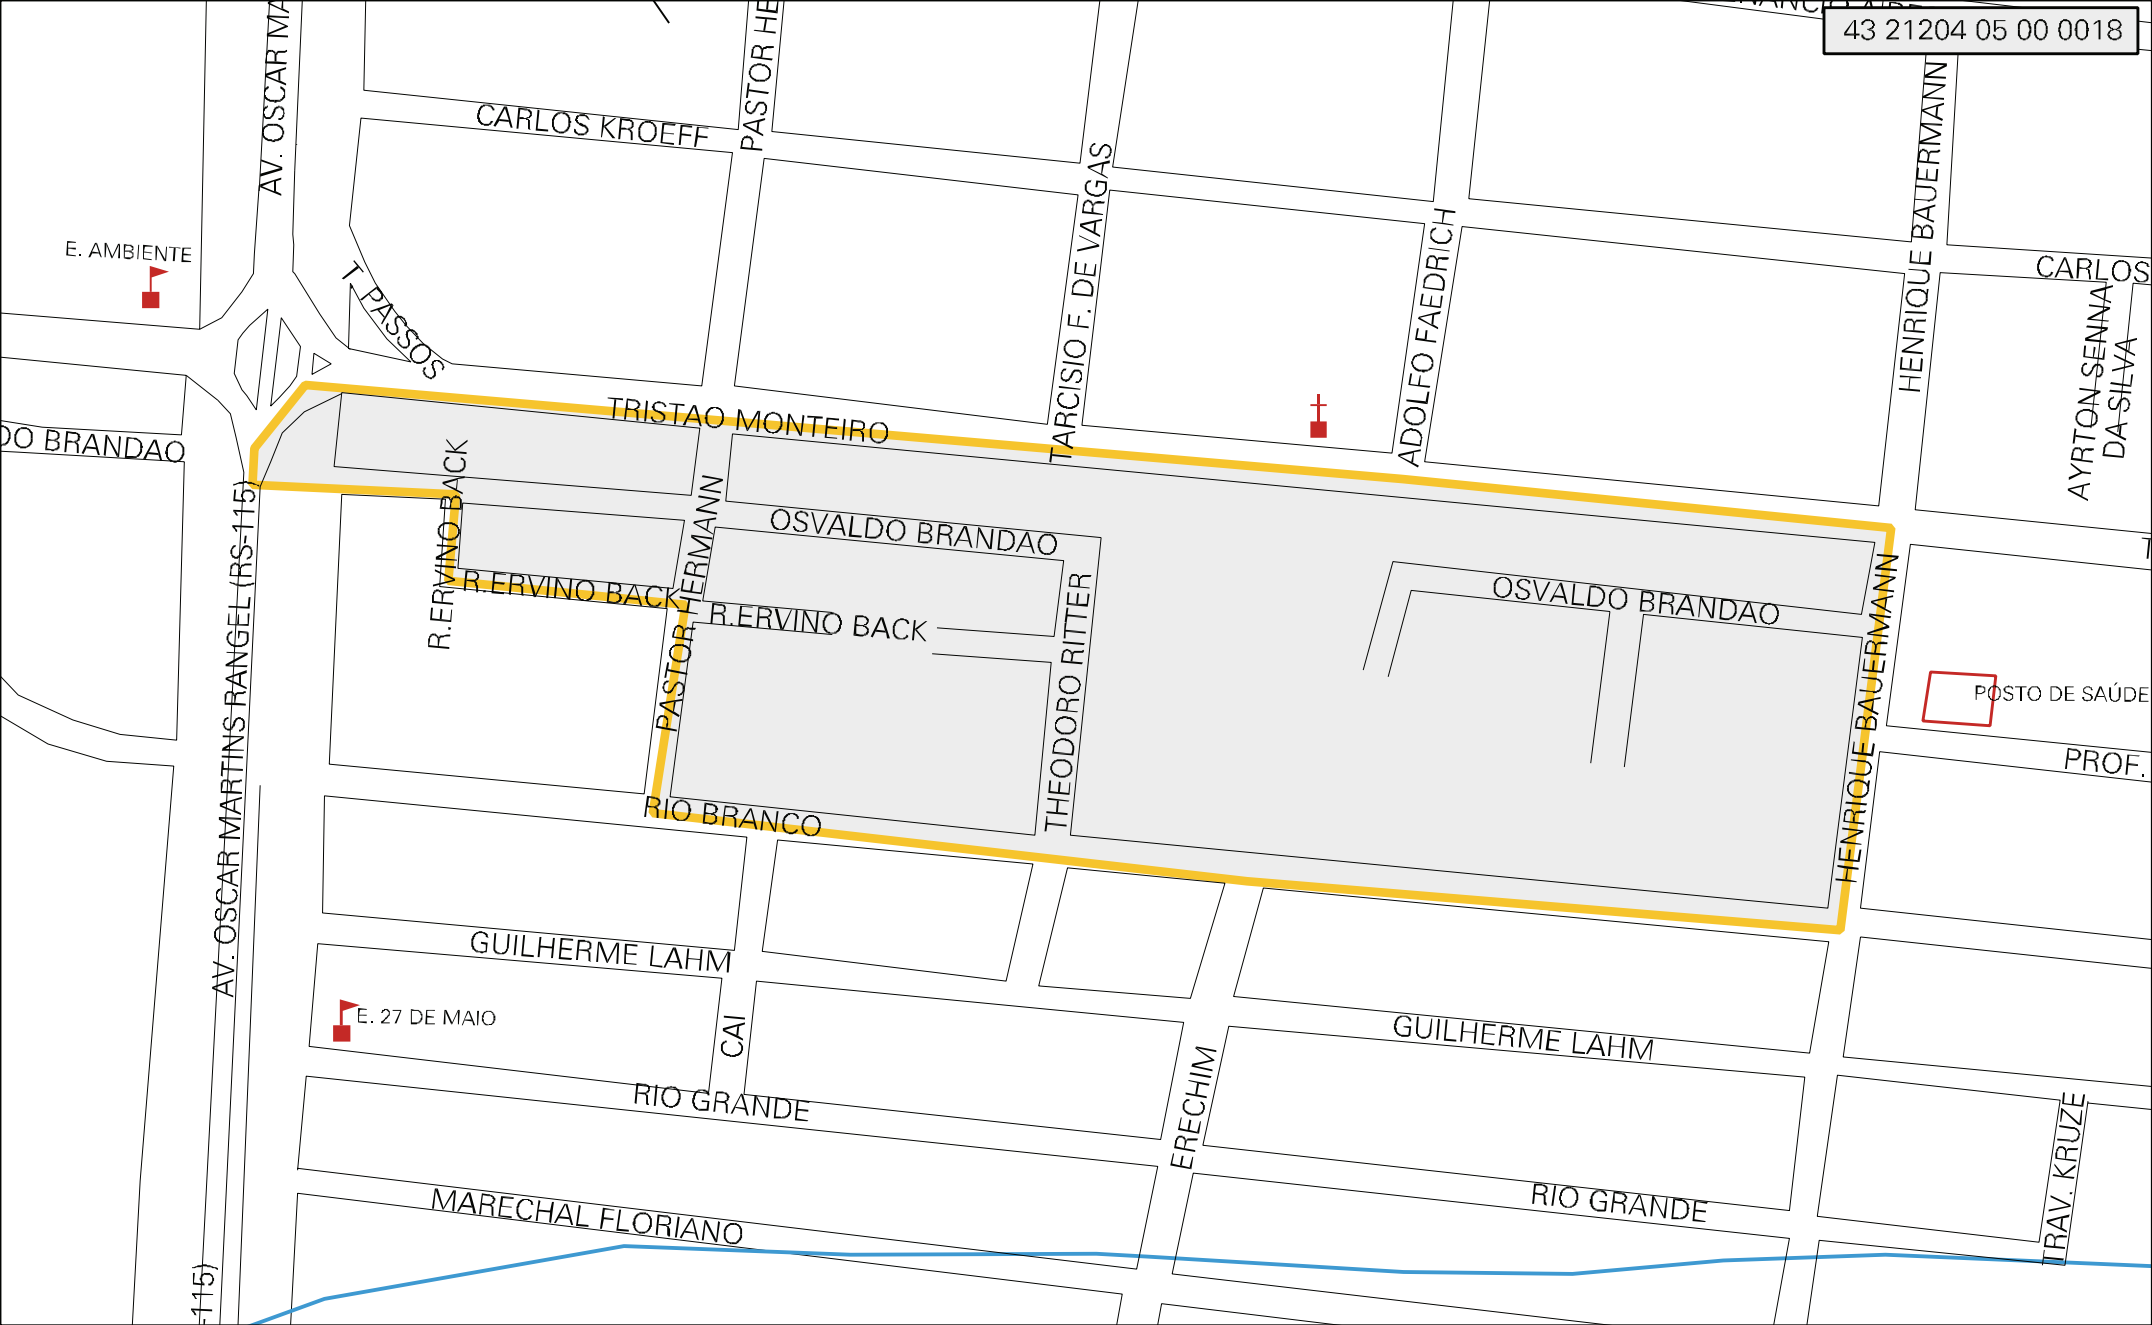 43 21204 05 00 0018
AV. OSCAR MA
PASTOR HE
CARLOS KROEFF
HENRIQUE BAUERMANN
TARCISIO F. DE VARGAS
ADOLFO FAEDRICH
E. AMBIENTE
T. PASSOS
CARLOS
AYRTON SENNA
DA SILVA
TRISTAO MONTEIRO
DO BRANDAO
R.ERVINO BACK
PASTOR HERMANN
OSVALDO BRANDAO
R.ERVINO BACK
R.ERVINO BACK
THEODORO RITTER
OSVALDO BRANDAO
HENRIQUE BAUERMANN
T
POSTO DE SAÚDE
PROF.
AV. OSCAR MARTINS RANGEL (RS-115)
RIO BRANCO
GUILHERME LAHM
E. 27 DE MAIO
CAI
GUILHERME LAHM
ERECHIM
RIO GRANDE
RIO GRANDE
TRAV. KRUZE
MARECHAL FLORIANO
-115)